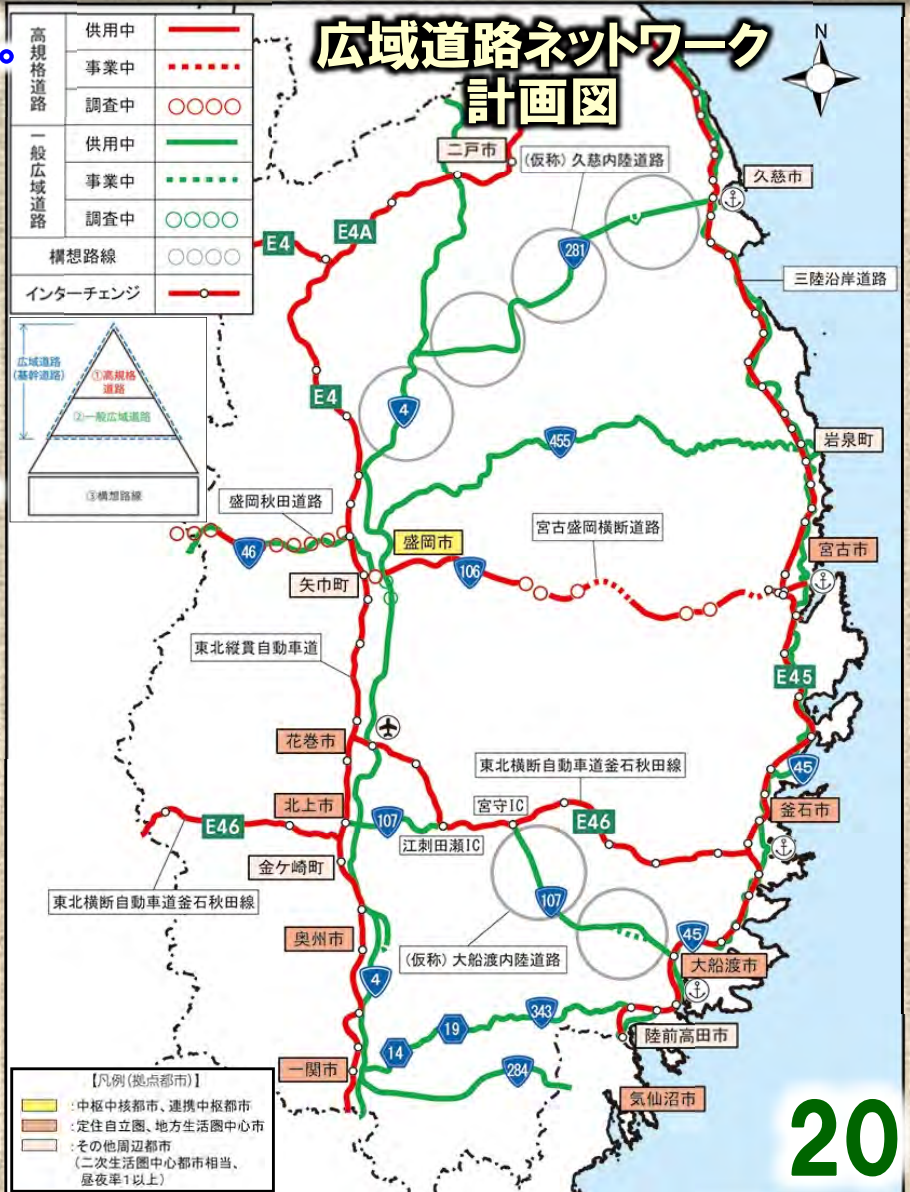 広域道路ネットワーク
計画図
高規格道路
供用中
事業中
調査中
一般広域道路
供用中
事業中
調査中
構想路線
インターチェンジ
N
広域道路
(基幹道路)
①高規格
道路
②一般広域道路
③構想路線
二戸市
(仮称) 久慈内陸道路
久慈市
E4
E4A
281
三陸沿岸道路
E4
4
455
岩泉町
盛岡秋田道路
46
盛岡市
106
宮古盛岡横断道路
宮古市
矢巾町
東北縦貫自動車道
E45
花巻市
東北横断自動車道釜石秋田線
45
北上市
宮守IC
E46
107
E46
釜石市
江刺田瀬IC
金ケ崎町
東北横断自動車道釜石秋田線
107
奥州市
(仮称) 大船渡内陸道路
45
大船渡市
4
343
19
14
陸前高田市
一関市
284
気仙沼市
【凡例(拠点都市)】
:中枢中核都市、連携中枢都市
:定住自立圏、地方生活圏中心市
:その他周辺都市
(二次生活圏中心都市相当、
昼夜率1以上)
20